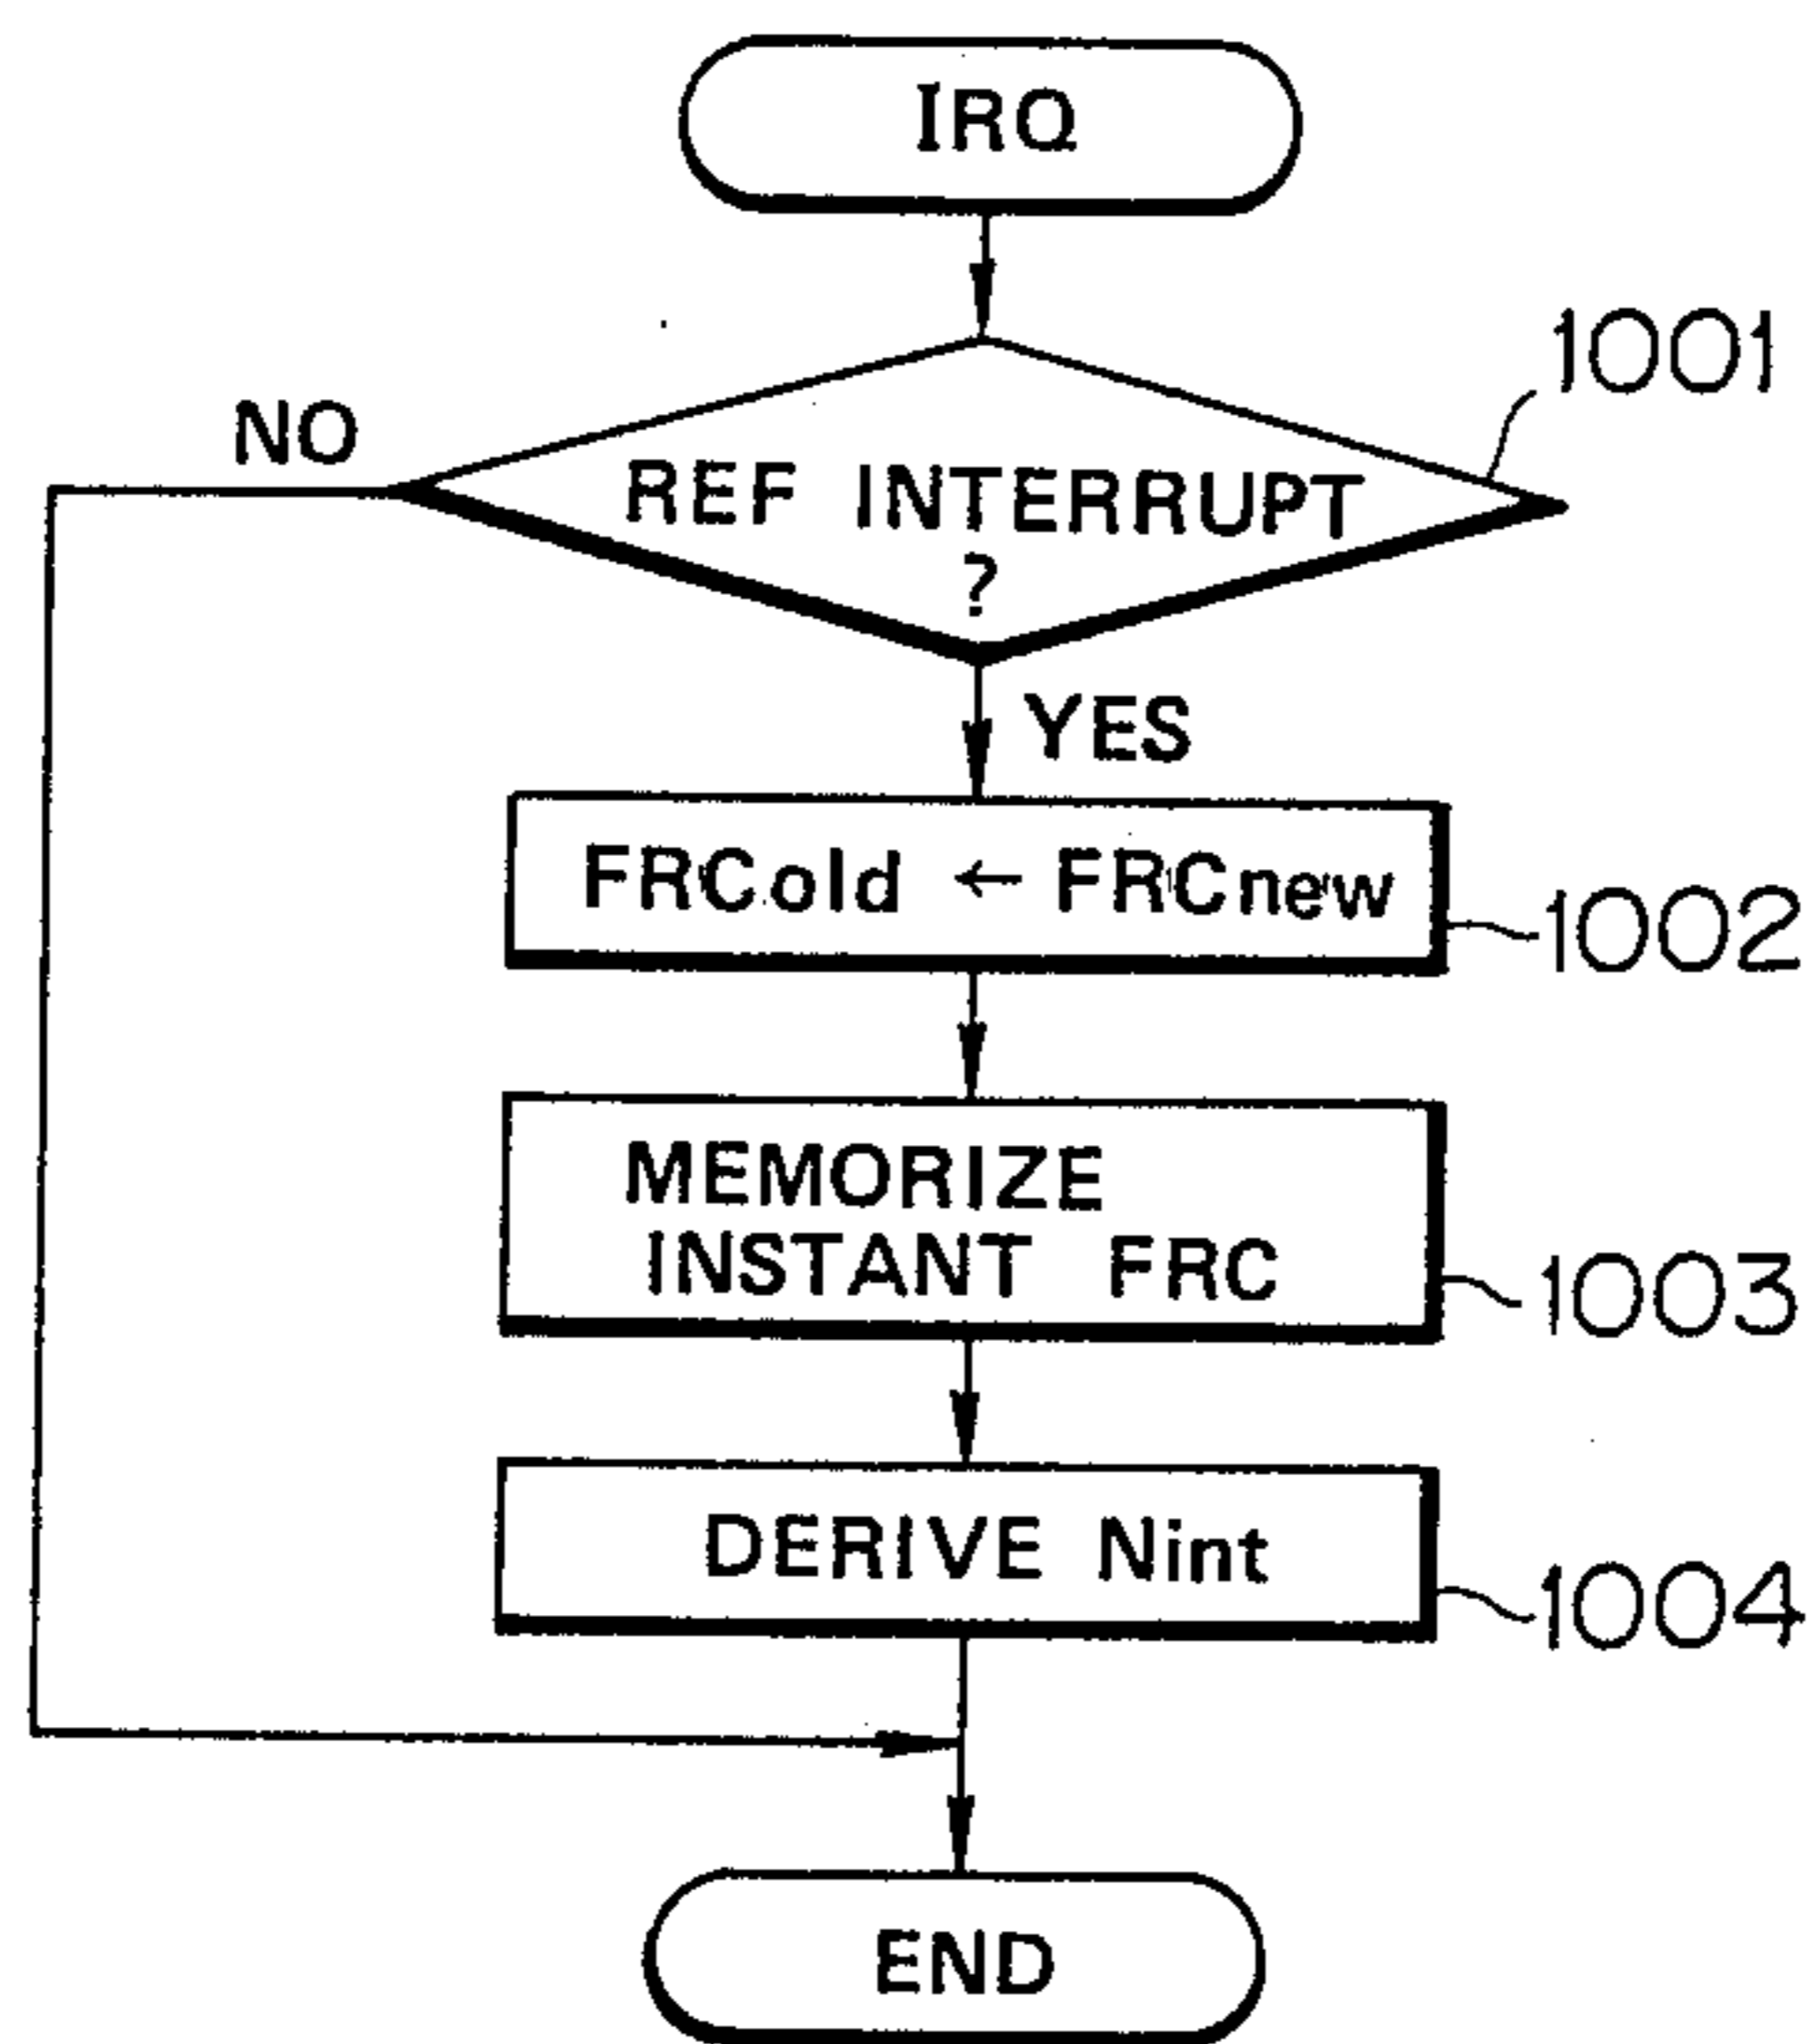 IRQ
1001
NO
REF INTERRUPT
?
YES
FRCold ← FRCnew
1002
MEMORIZE
INSTANT FRC
1003
DERIVE Nint
1004
END